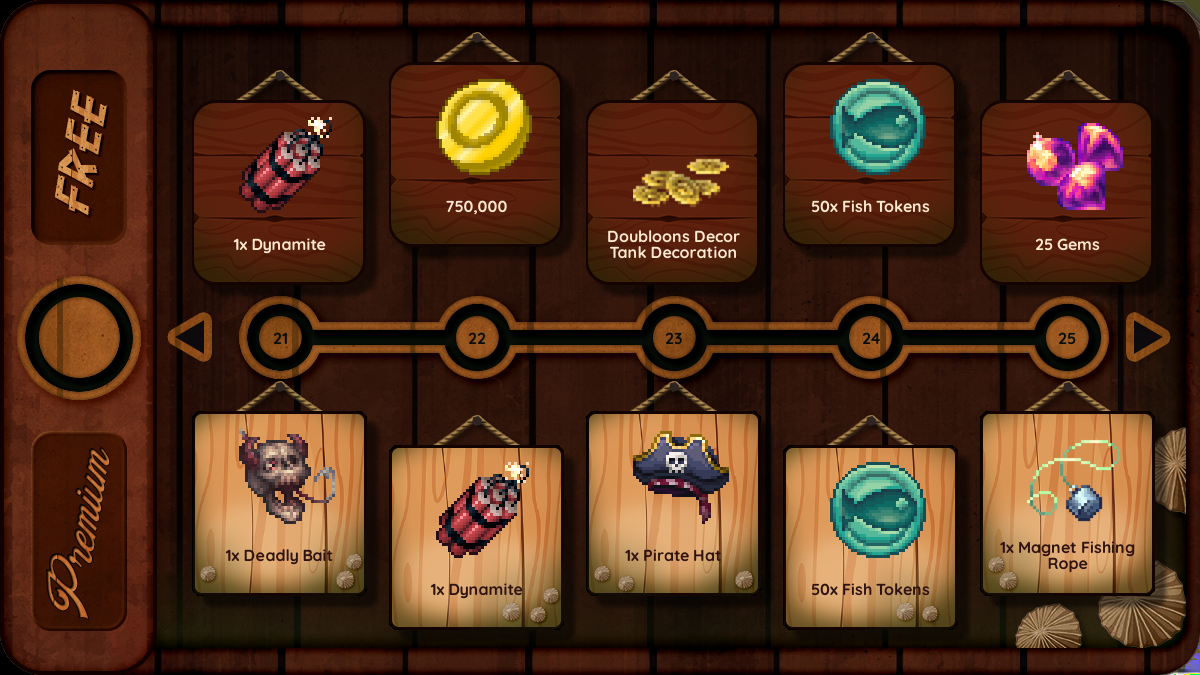 FREE
1x Dynamite
750,000
Doubloons Decor
Tank Decoration
50x Fish Tokens
25 Gems
21
22
23
24
25
Premium
1x Deadly Bait
1x Dynamite
1x Pirate Hat
50x Fish Tokens
1x Magnet Fishing
Rope